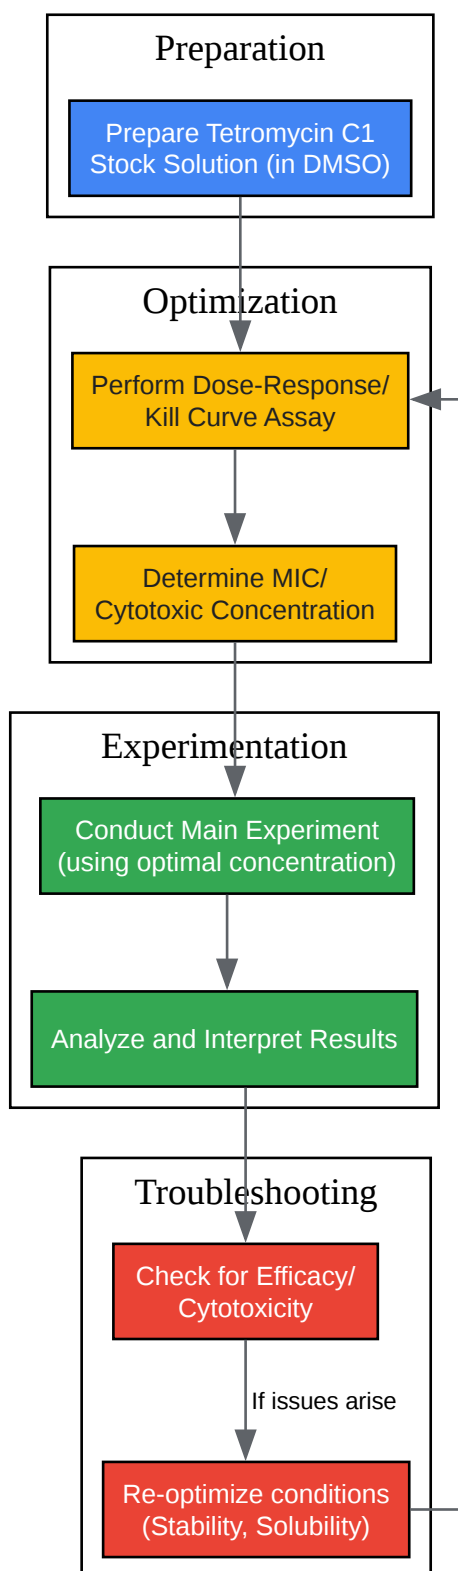 Preparation
Prepare Tetromycin C1
Stock Solution (in DMSO)
Optimization
Perform Dose-Response/
Kill Curve Assay
Determine MIC/
Cytotoxic Concentration
Experimentation
Conduct Main Experiment
(using optimal concentration)
Analyze and Interpret Results
Troubleshooting
Check for Efficacy/
Cytotoxicity
If issues arise
Re-optimize conditions
(Stability, Solubility)